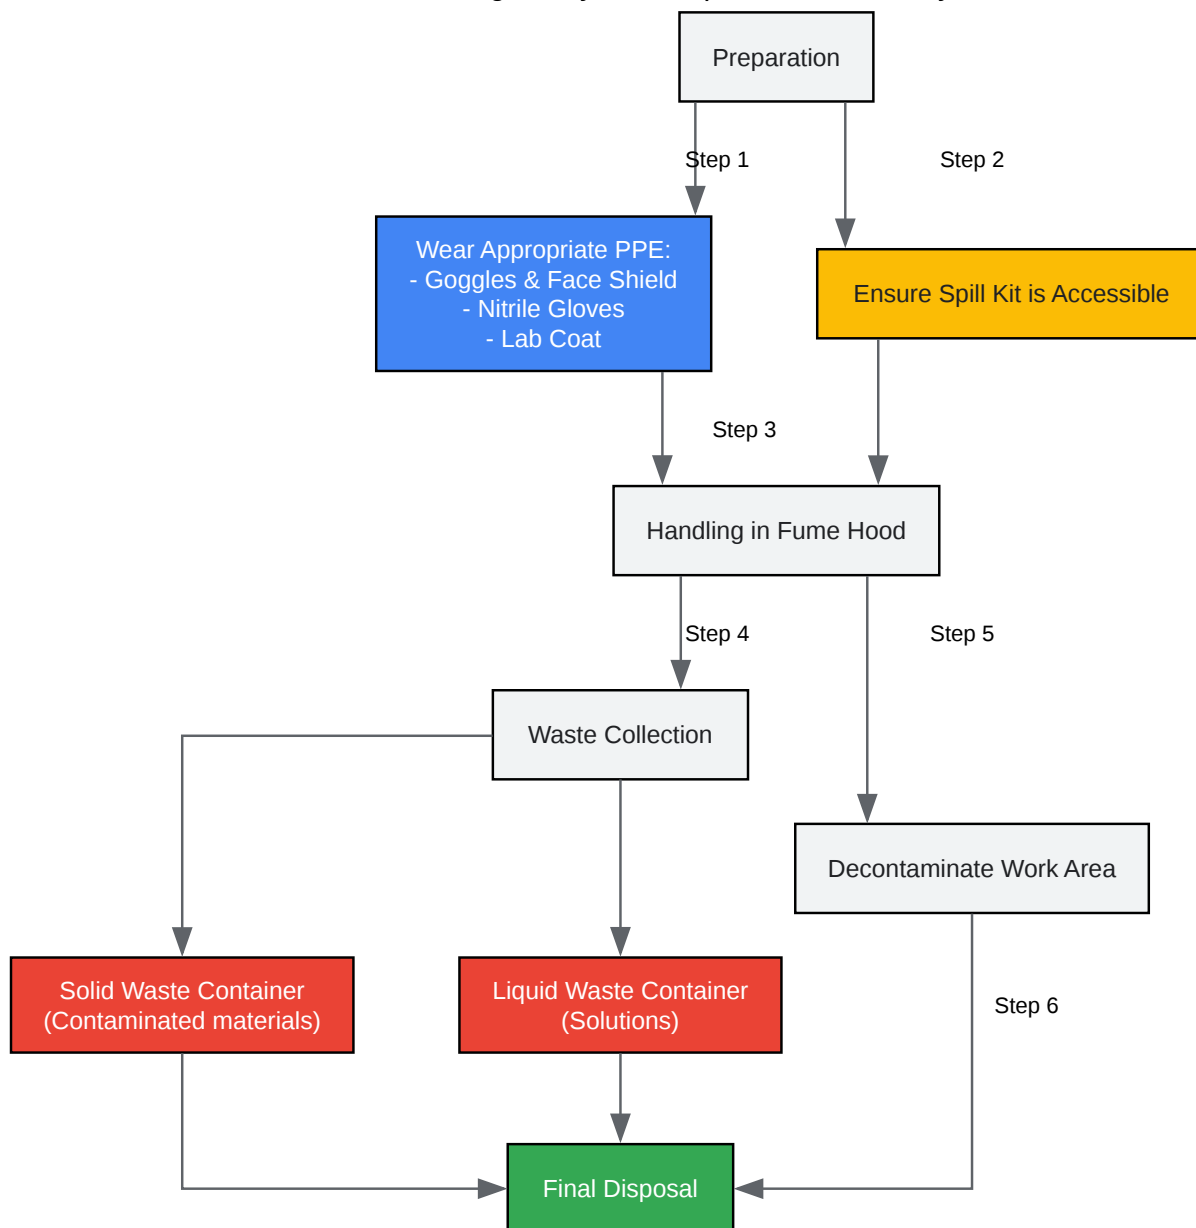 Preparation
Step 1
Step 2
Wear Appropriate PPE:
- Goggles & Face Shield
- Nitrile Gloves
- Lab Coat
Ensure Spill Kit is Accessible
Step 3
Handling in Fume Hood
Step 4
Step 5
Waste Collection
Decontaminate Work Area
Solid Waste Container
(Contaminated materials)
Liquid Waste Container
(Solutions)
Step 6
Final Disposal